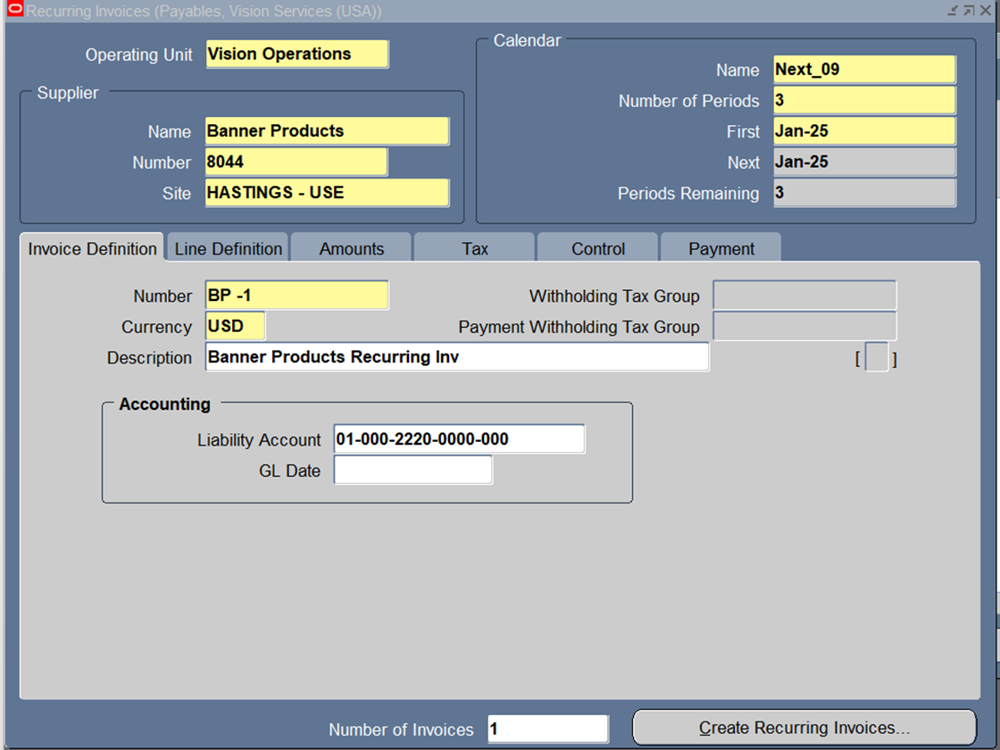 Recurring Invoices (Payables, Vision Services (USA))
Operating Unit Vision Operations
Supplier
Name Banner Products
Number 8044
Site HASTINGS - USE
Calendar
Name Next_09
Number of Periods 3
First Jan-25
Next Jan-25
Periods Remaining 3
Invoice Definition Line Definition Amounts Tax Control Payment
Number BP -1 Withholding Tax Group
Currency USD Payment Withholding Tax Group
Description Banner Products Recurring Inv [ ]
Accounting
Liability Account 01-000-2220-0000-000
GL Date
Number of Invoices 1 Create Recurring Invoices...